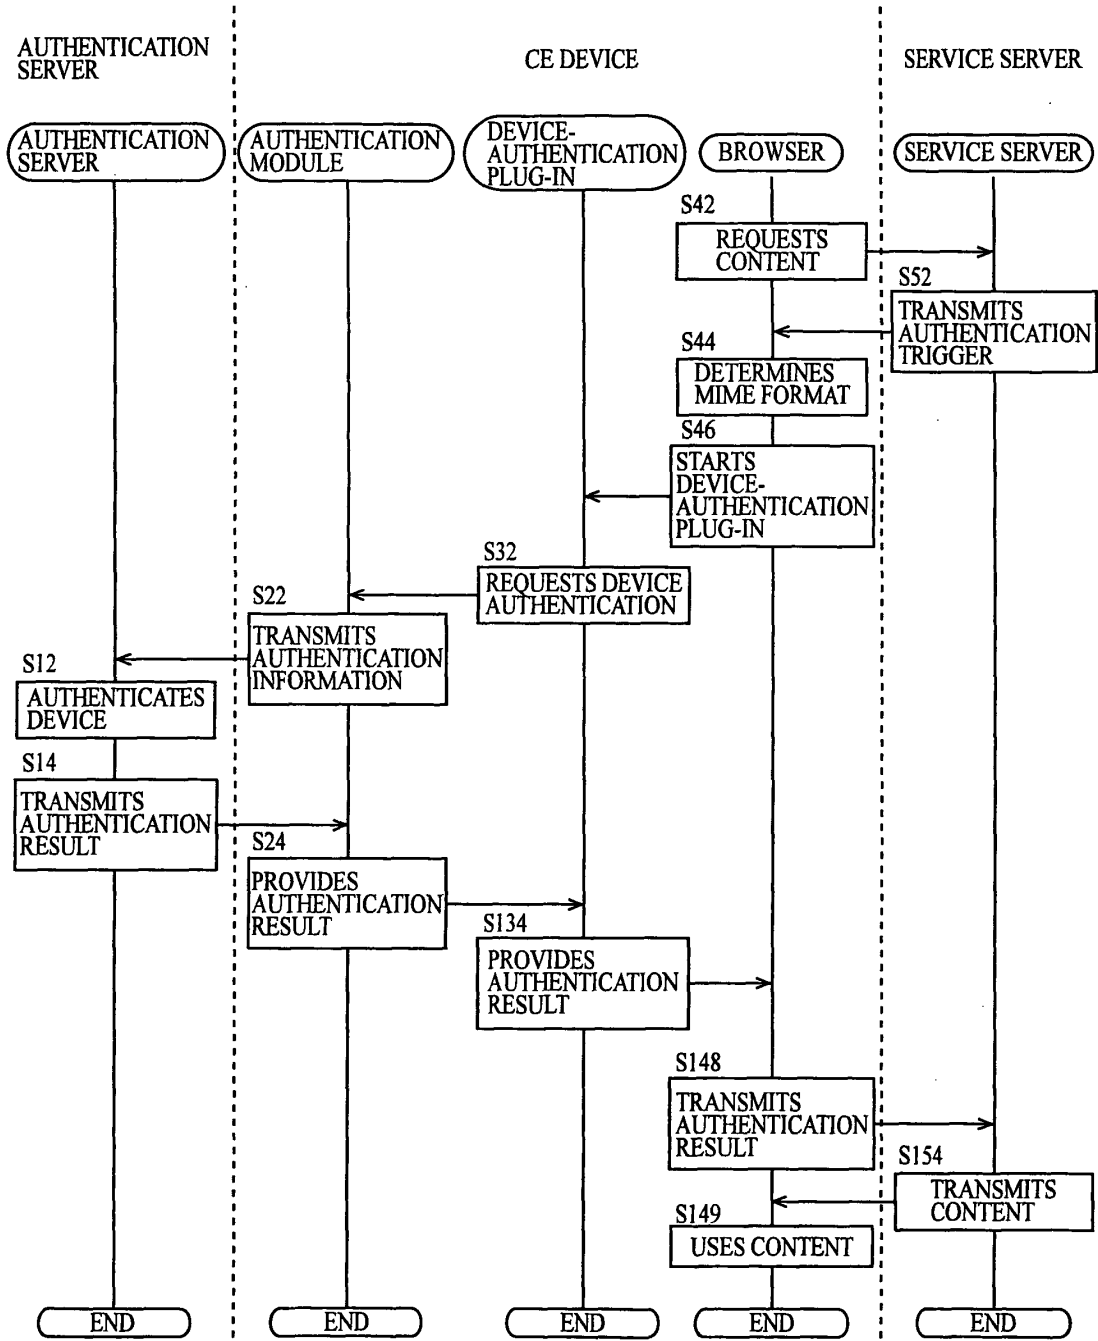 AUTHENTICATION
SERVER
CE DEVICE
SERVICE SERVER
AUTHENTICATION
SERVER
AUTHENTICATION
MODULE
DEVICE-
AUTHENTICATION
PLUG-IN
BROWSER
SERVICE SERVER
S42
REQUESTS
CONTENT
S52
TRANSMITS
AUTHENTICATION
TRIGGER
S44
DETERMINES
MIME FORMAT
S46
STARTS
DEVICE-
AUTHENTICATION
PLUG-IN
S32
REQUESTS DEVICE
AUTHENTICATION
S22
TRANSMITS
AUTHENTICATION
INFORMATION
S12
AUTHENTICATES
DEVICE
S14
TRANSMITS
AUTHENTICATION
RESULT
S24
PROVIDES
AUTHENTICATION
RESULT
S134
PROVIDES
AUTHENTICATION
RESULT
S148
TRANSMITS
AUTHENTICATION
RESULT
S154
TRANSMITS
CONTENT
S149
USES CONTENT
END
END
END
END
END